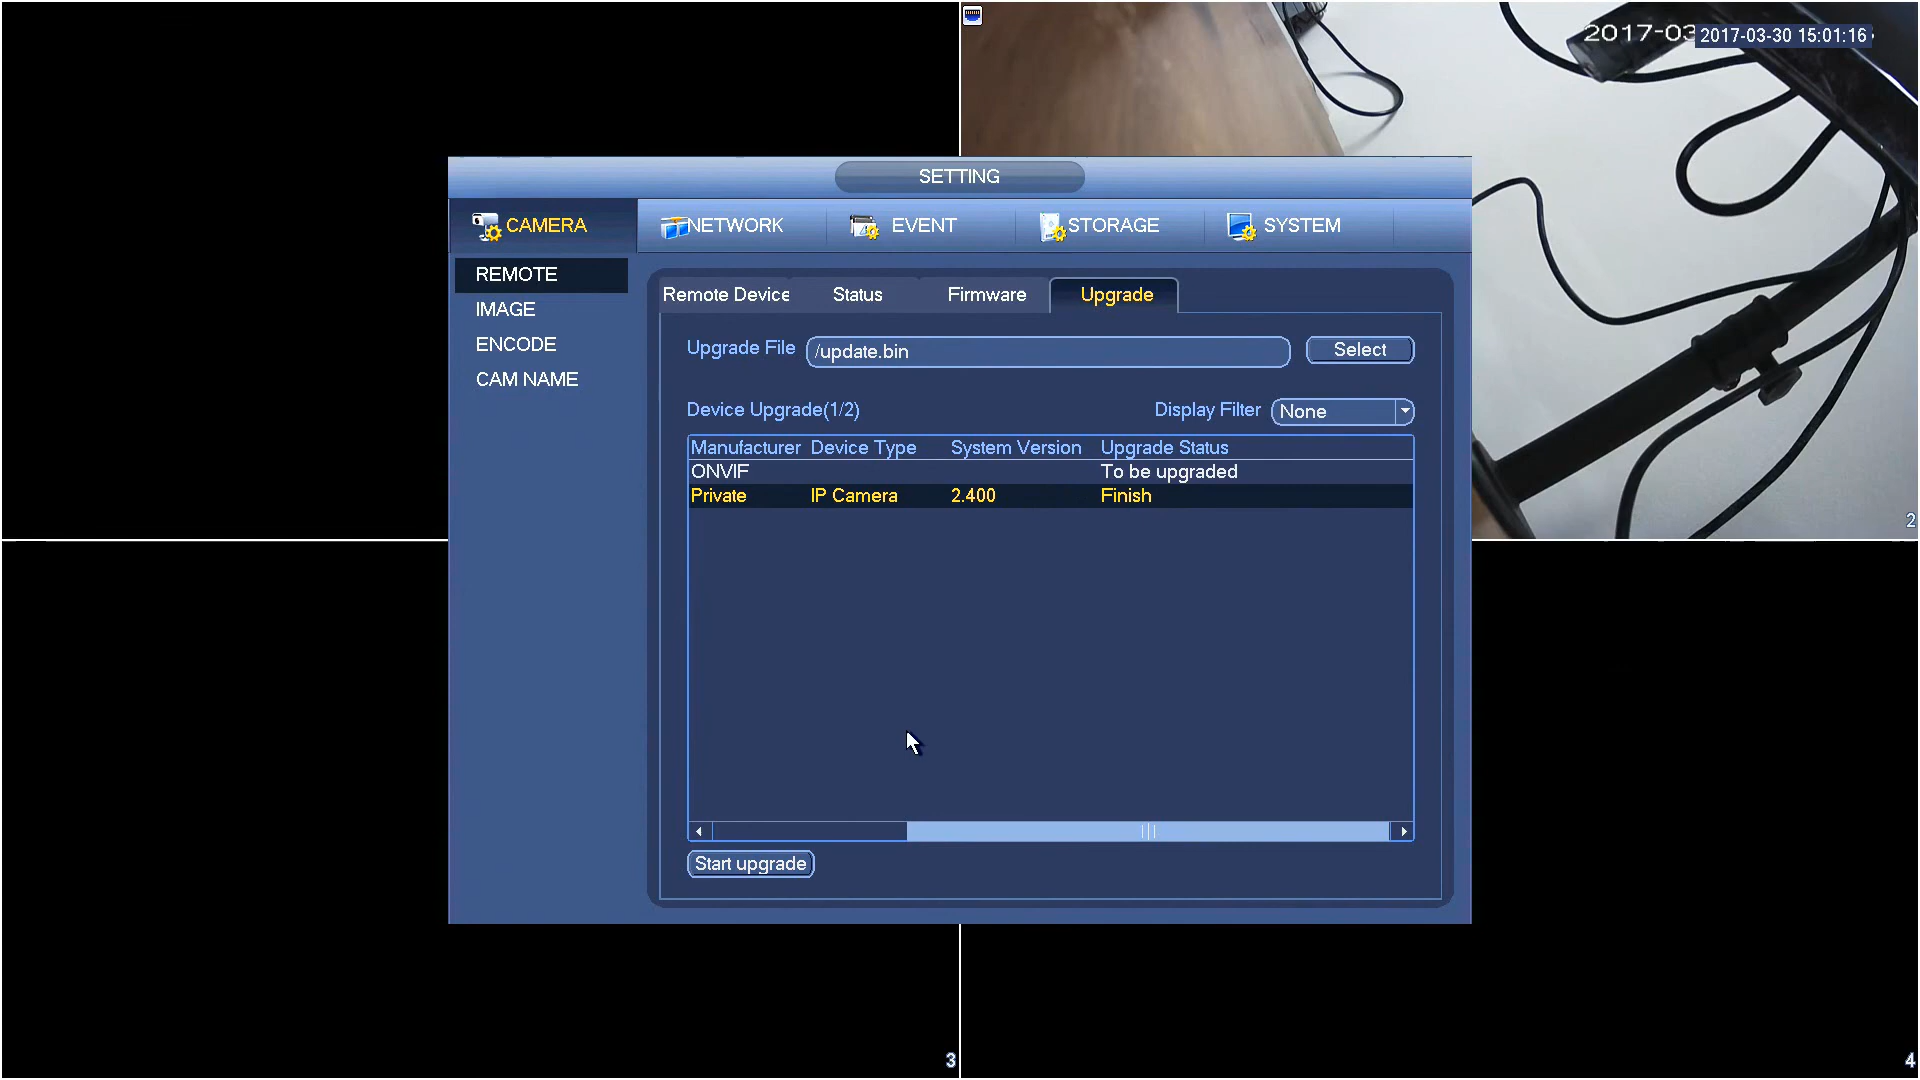 2017-03
2017-03-30 15:01:16
SETTING
CAMERA
NETWORK
EVENT
STORAGE
SYSTEM
REMOTE
IMAGE
ENCODE
CAM NAME
Remote Device
Status
Firmware
Upgrade
Upgrade File
/update.bin
Select
Device Upgrade(1/2)
Display Filter
None
Manufacturer Device Type System Version Upgrade Status
ONVIF To be upgraded
Private IP Camera 2.400 Finish
Start upgrade
2
3
4